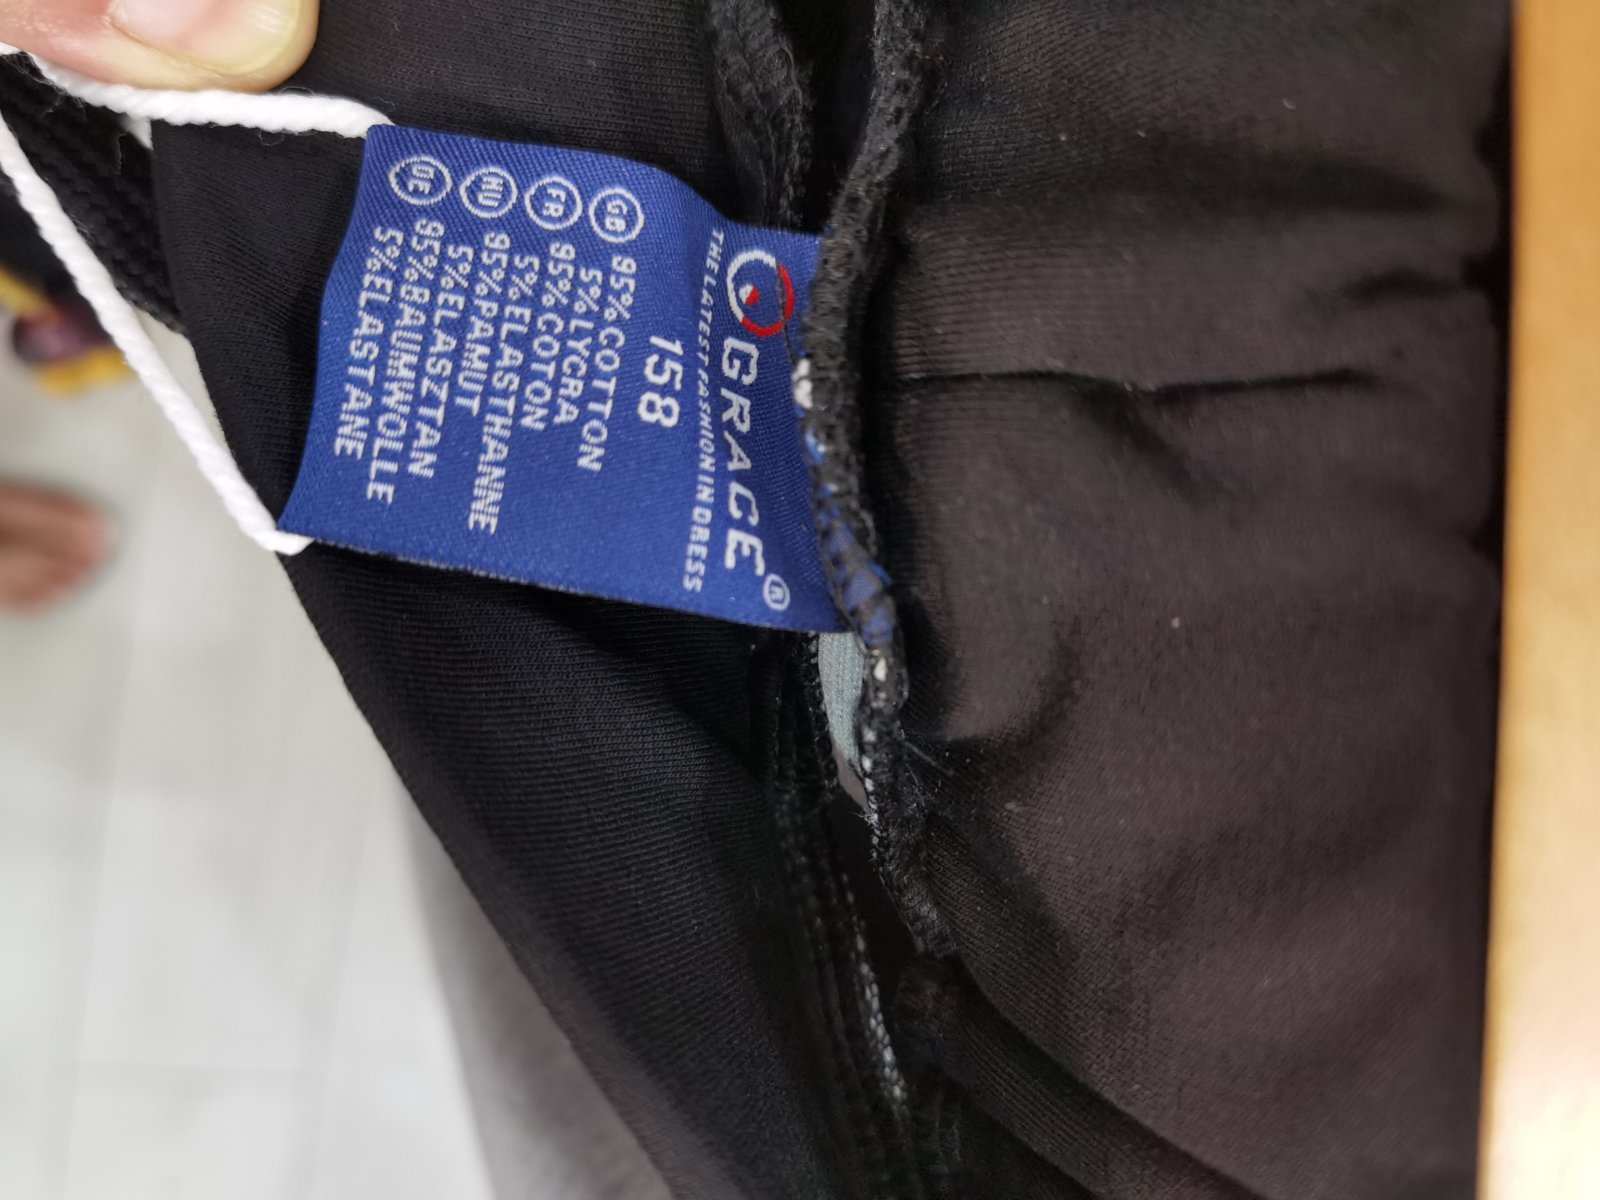 GRACE®
THE LATEST FASHION IN DRESS
158
GB 95%COTTON
5%LYCRA
FR 95%COTON
5%ELASTHANNE
HU 95%PAMUT
5%ELASZTAN
DE 95%BAUMWOLLE
5%ELASTANE